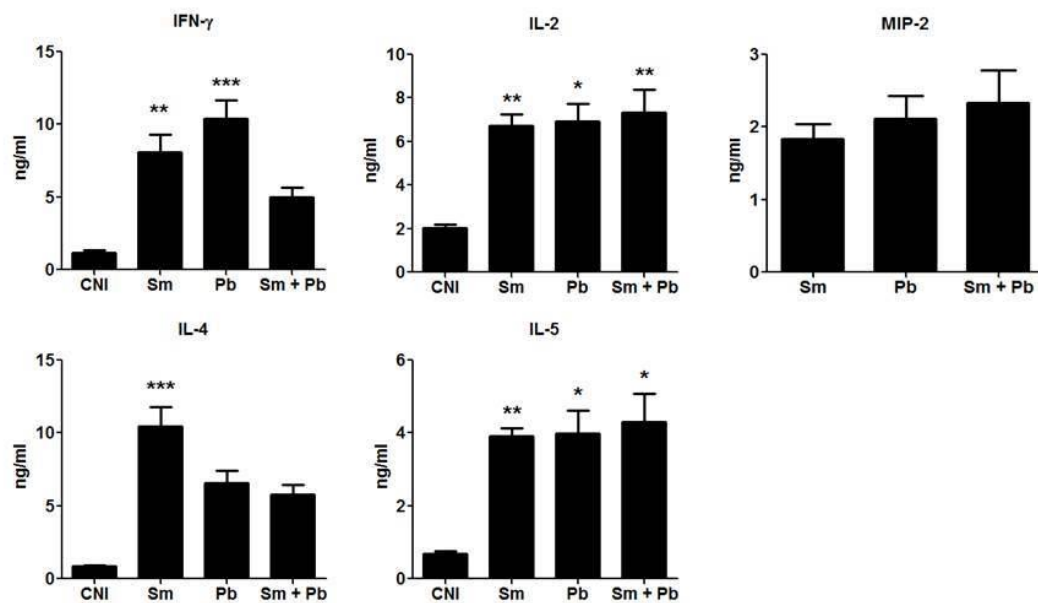 IFN-γ
15
10
5
0
ng/ml
**
***
CNI Sm Pb Sm + Pb
IL-2
10
8
6
4
2
0
ng/ml
**
*
**
CNI Sm Pb Sm + Pb
MIP-2
3
2
1
0
ng/ml
Sm Pb Sm + Pb
IL-4
15
10
5
0
ng/ml
***
CNI Sm Pb Sm + Pb
IL-5
6
4
2
0
ng/ml
**
*
*
CNI Sm Pb Sm + Pb